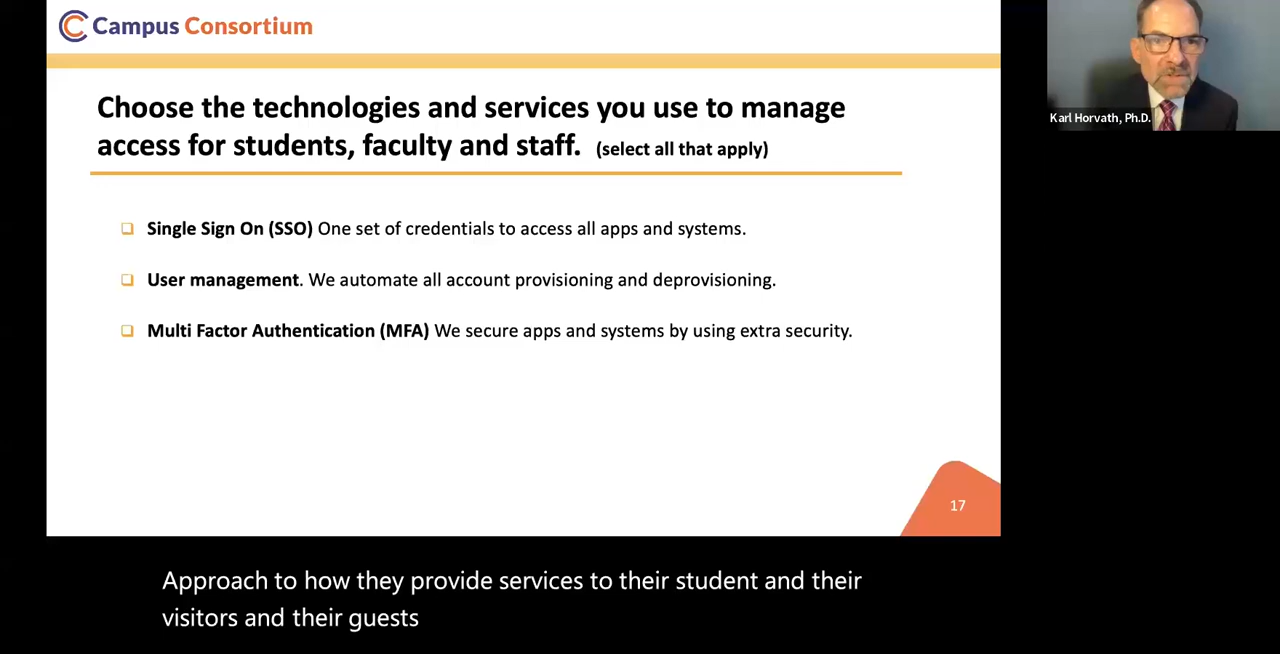 Campus Consortium
Choose the technologies and services you use to manage
access for students, faculty and staff. (select all that apply)
Single Sign On (SSO) One set of credentials to access all apps and systems.
User management. We automate all account provisioning and deprovisioning.
Multi Factor Authentication (MFA) We secure apps and systems by using extra security.
17
Karl Horvath, Ph.D.
Approach to how they provide services to their student and their
visitors and their guests